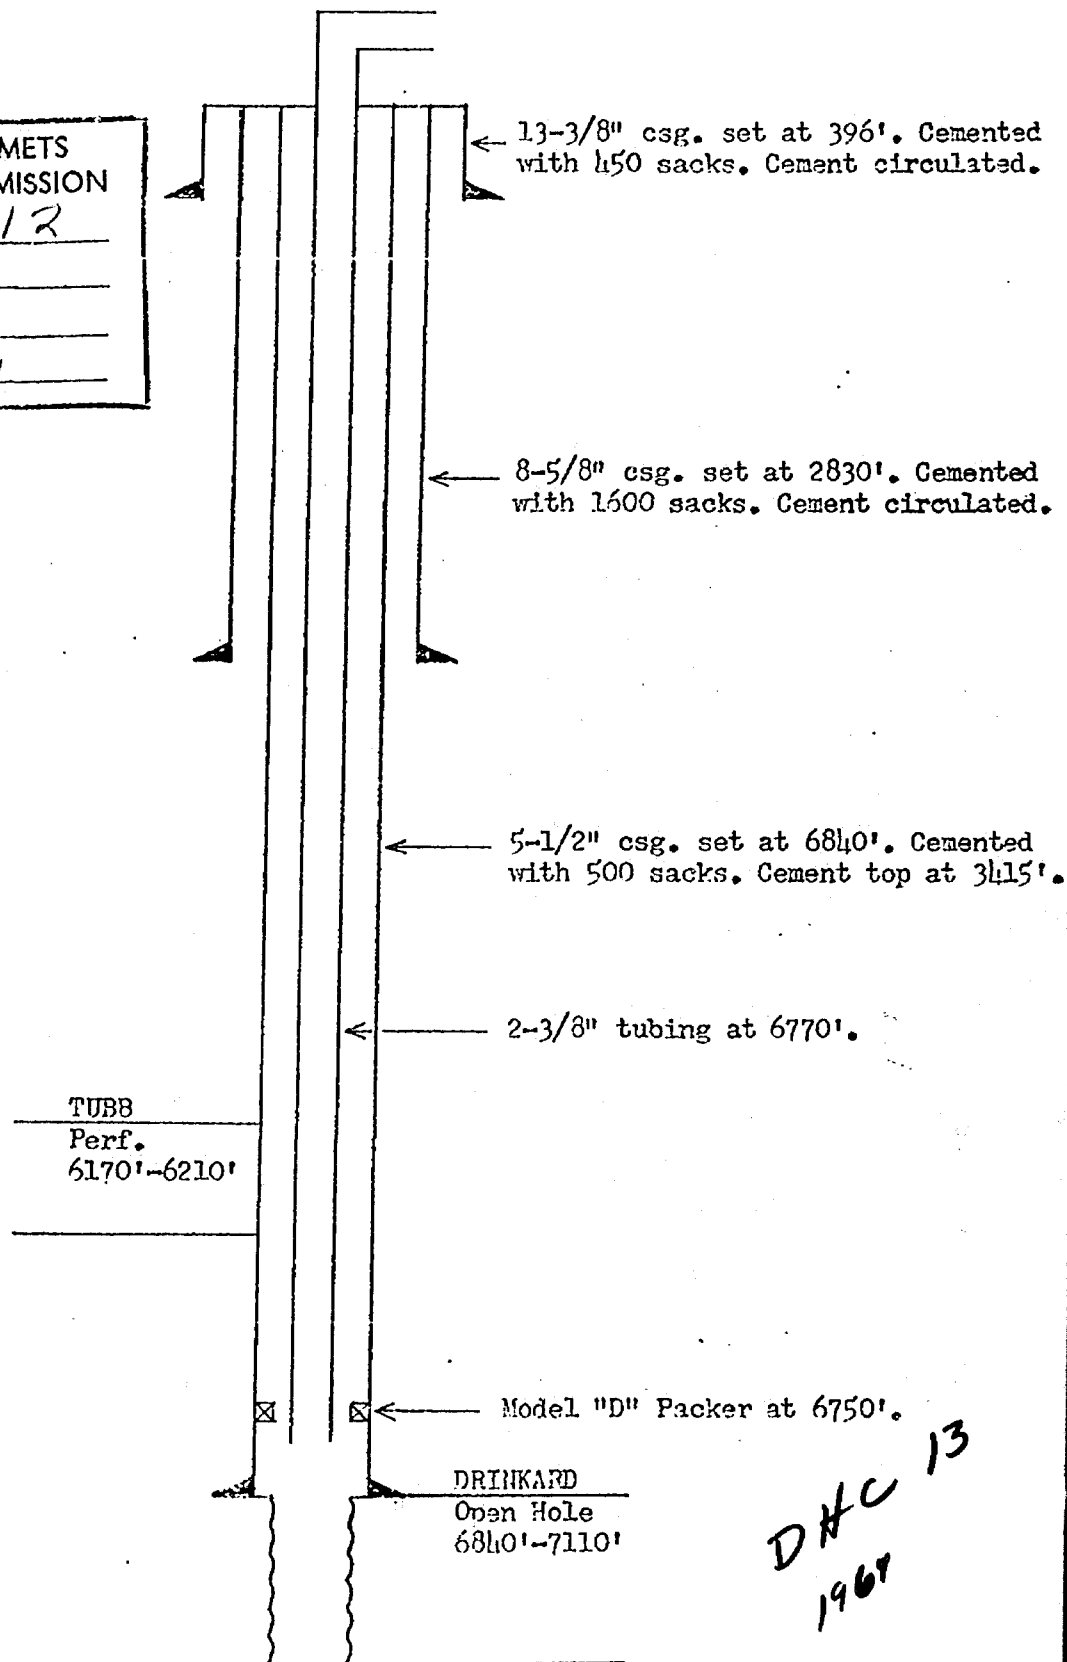 METS
MISSION
12
13-3/8" csg. set at 396'. Cemented
with 450 sacks. Cement circulated.
8-5/8" csg. set at 2830'. Cemented
with 1600 sacks. Cement circulated.
5-1/2" csg. set at 6840'. Cemented
with 500 sacks. Cement top at 3415'.
2-3/8" tubing at 6770'.
TUBB
Perf.
6170'-6210'
Model "D" Packer at 6750'.
DRINKARD
Open Hole
6840'-7110'
DHC 13